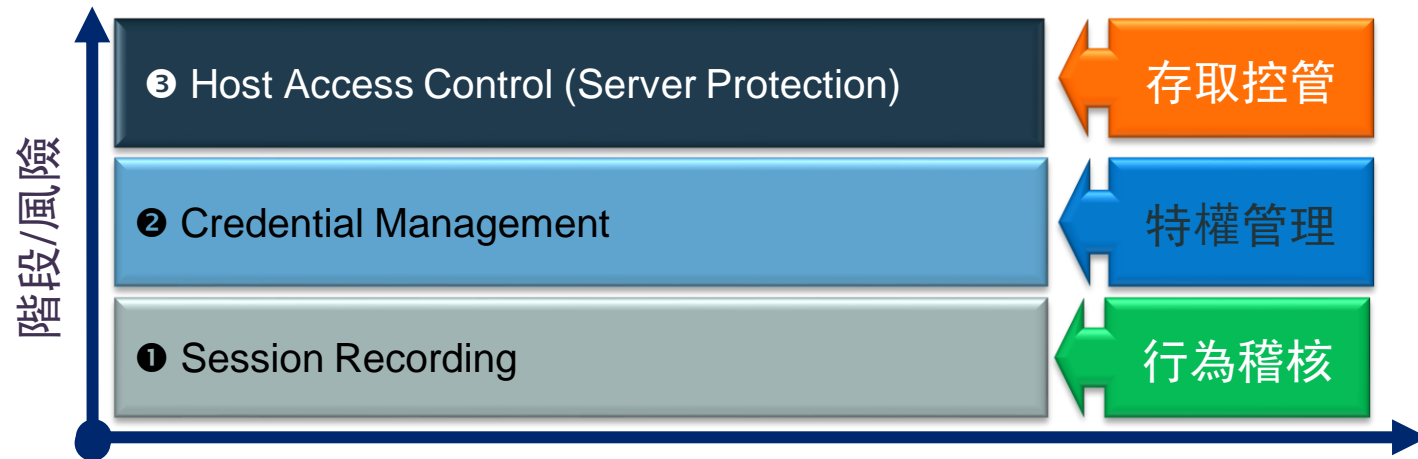 ❸ Host Access Control (Server Protection)
存取控管
階段/風險
❷ Credential Management
特權管理
❶ Session Recording
行為稽核